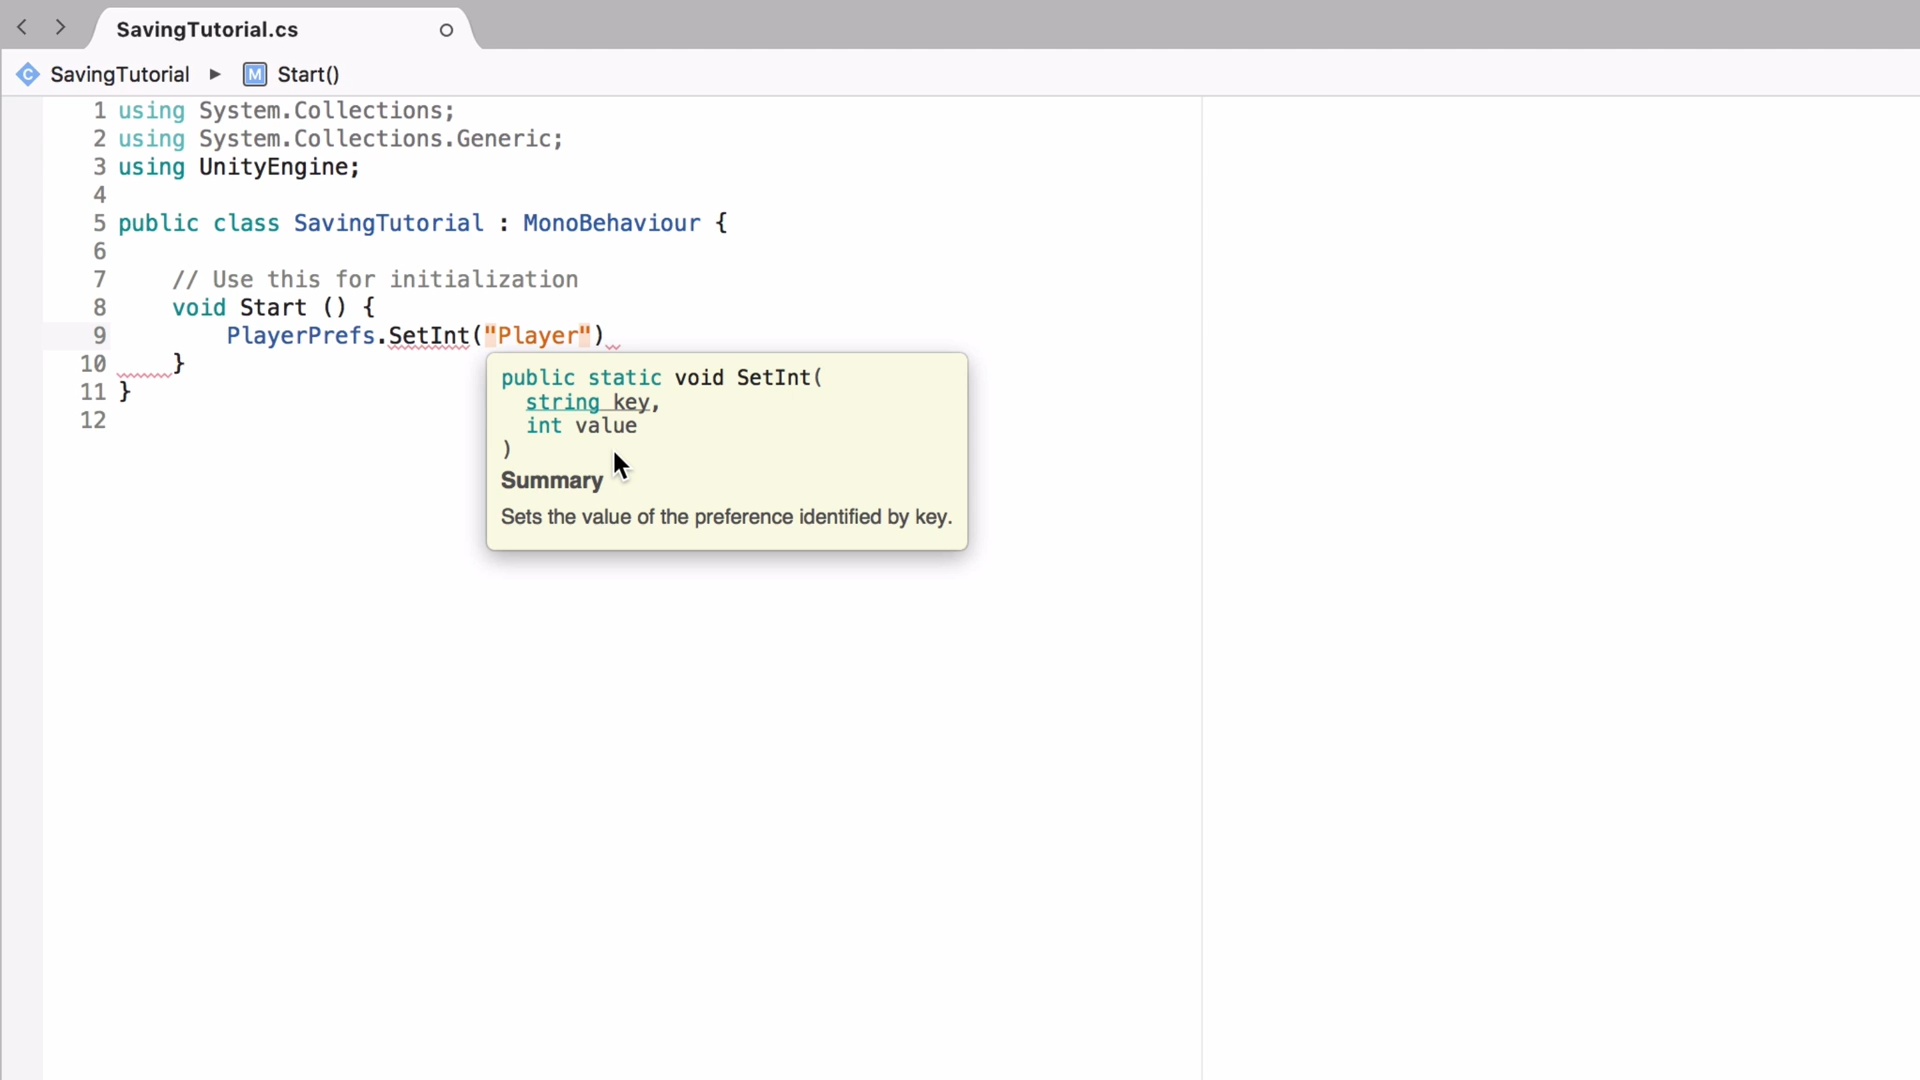 SavingTutorial.cs
SavingTutorial ▶ M Start()
1 using System.Collections;
2 using System.Collections.Generic;
3 using UnityEngine;
4
5 public class SavingTutorial : MonoBehaviour {
6
7 // Use this for initialization
8 void Start () {
9 PlayerPrefs.SetInt("Player")
10 }
11 }
12
public static void SetInt(
string key,
int value
)
Summary
Sets the value of the preference identified by key.